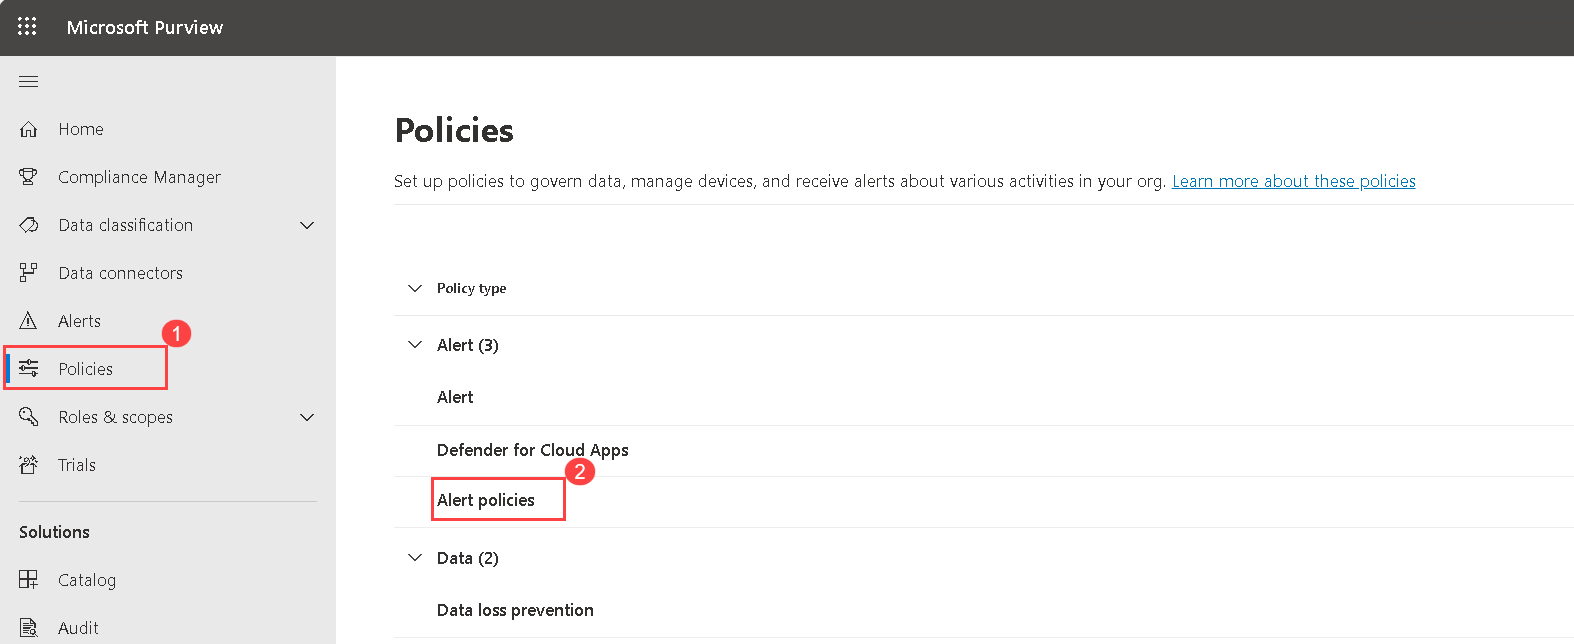 Microsoft Purview
Home
Compliance Manager
Data classification
Data connectors
Alerts
1
Policies
Roles & scopes
Trials
Solutions
Catalog
Audit
Policies
Set up policies to govern data, manage devices, and receive alerts about various activities in your org. Learn more about these policies
Policy type
Alert (3)
Alert
Defender for Cloud Apps
2
Alert policies
Data (2)
Data loss prevention